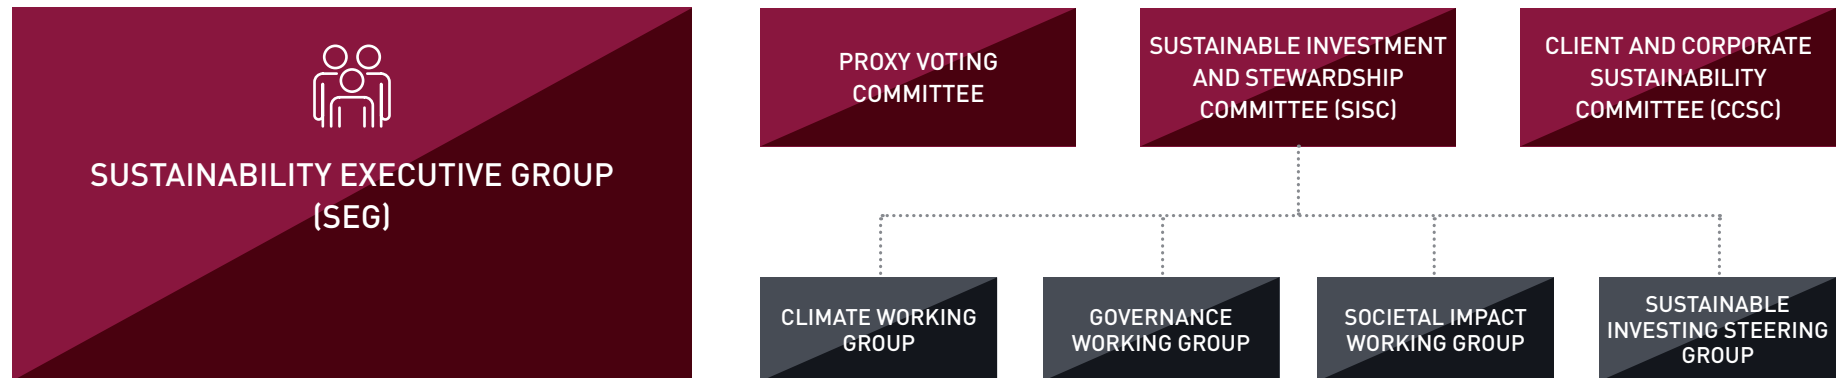 SUSTAINABILITY EXECUTIVE GROUP
(SEG)
PROXY VOTING
COMMITTEE
SUSTAINABLE INVESTMENT
AND STEWARDSHIP
COMMITTEE (SISC)
CLIENT AND CORPORATE
SUSTAINABILITY
COMMITTEE (CCSC)
CLIMATE WORKING
GROUP
GOVERNANCE
WORKING GROUP
SOCIETAL IMPACT
WORKING GROUP
SUSTAINABLE
INVESTING STEERING
GROUP